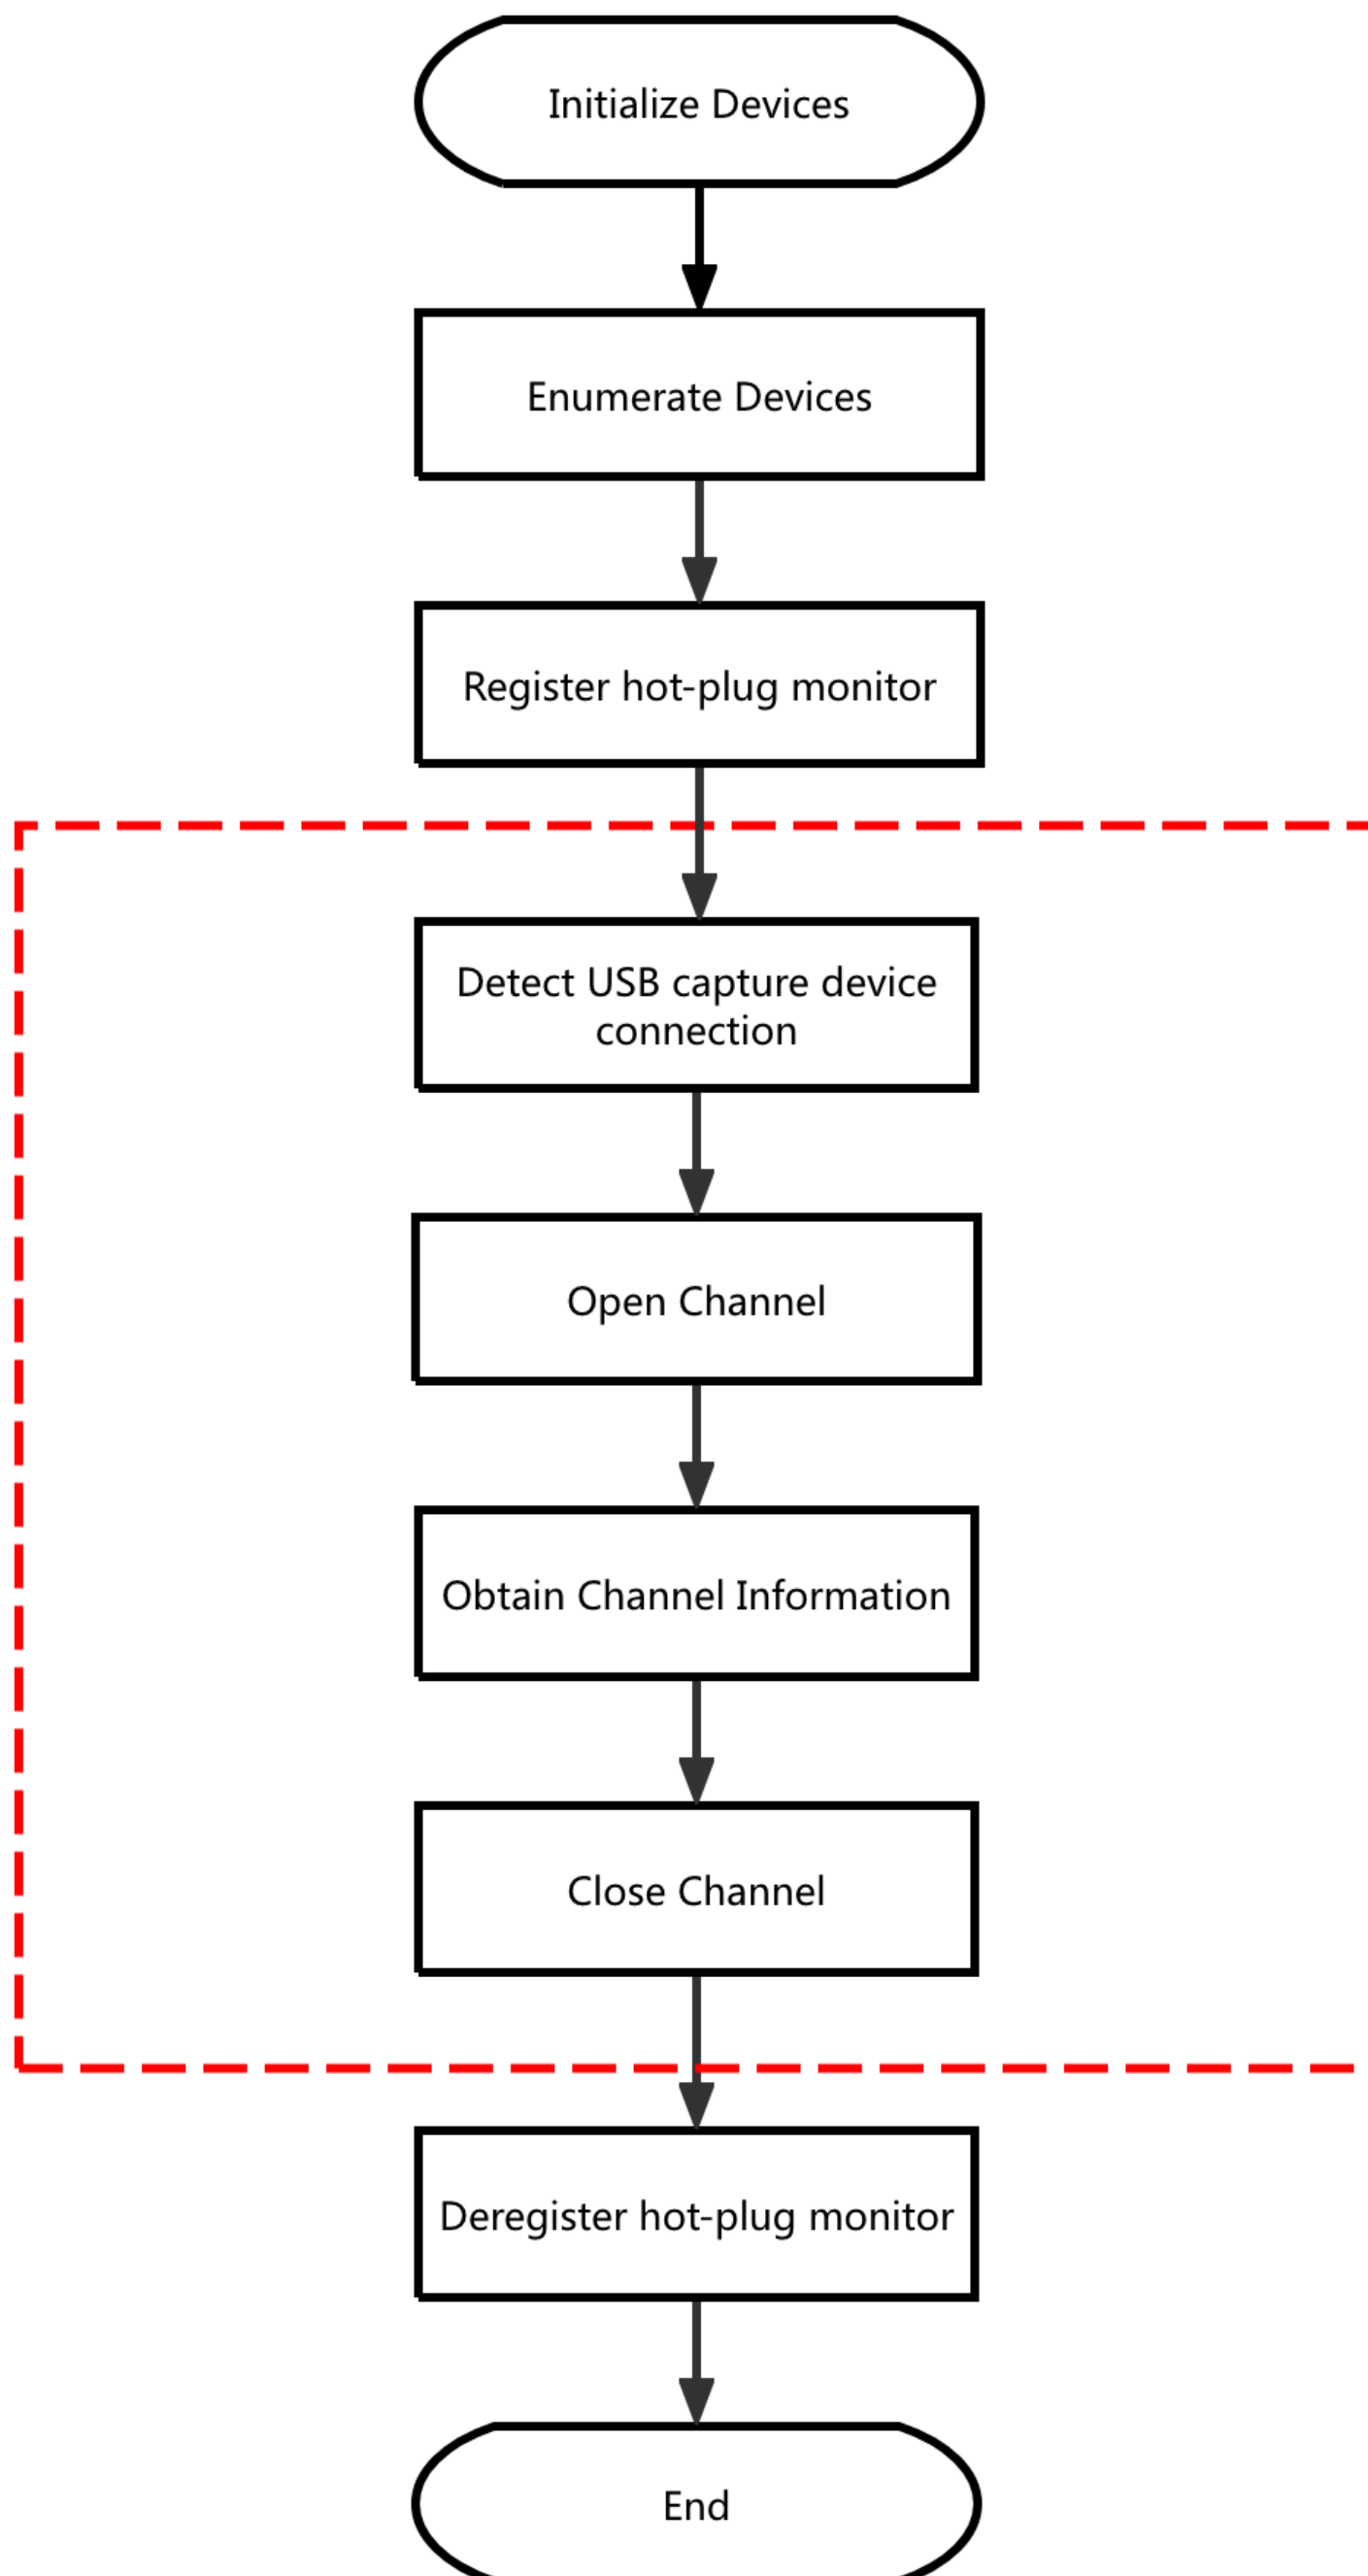 Initialize Devices
Enumerate Devices
Register hot-plug monitor
Detect USB capture device
connection
Open Channel
Obtain Channel Information
Close Channel
Deregister hot-plug monitor
End